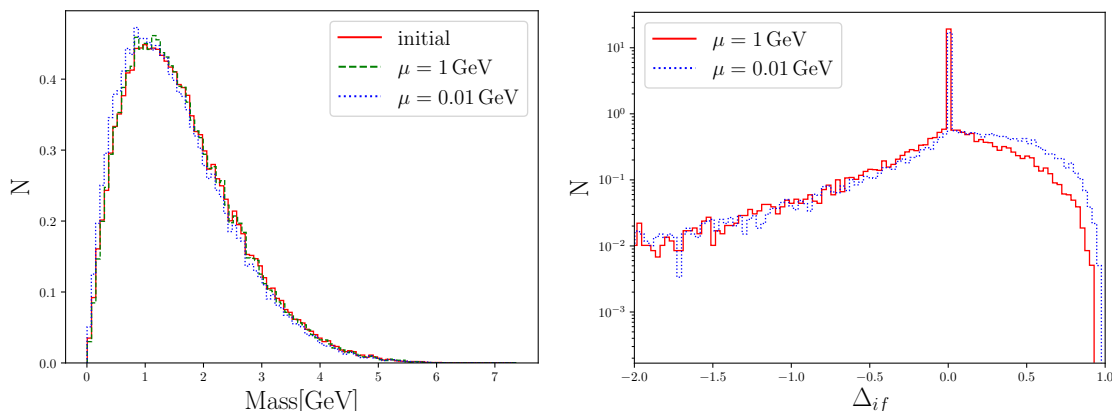 initial
μ = 1 GeV
μ = 0.01 GeV
0.4
0.3
0.2
0.1
0.0
N
0 1 2 3 4 5 6 7
Mass[GeV]
μ = 1 GeV
μ = 0.01 GeV
10¹
10⁰
10⁻¹
10⁻²
10⁻³
N
−2.0 −1.5 −1.0 −0.5 0.0 0.5 1.0
Δ_{if}